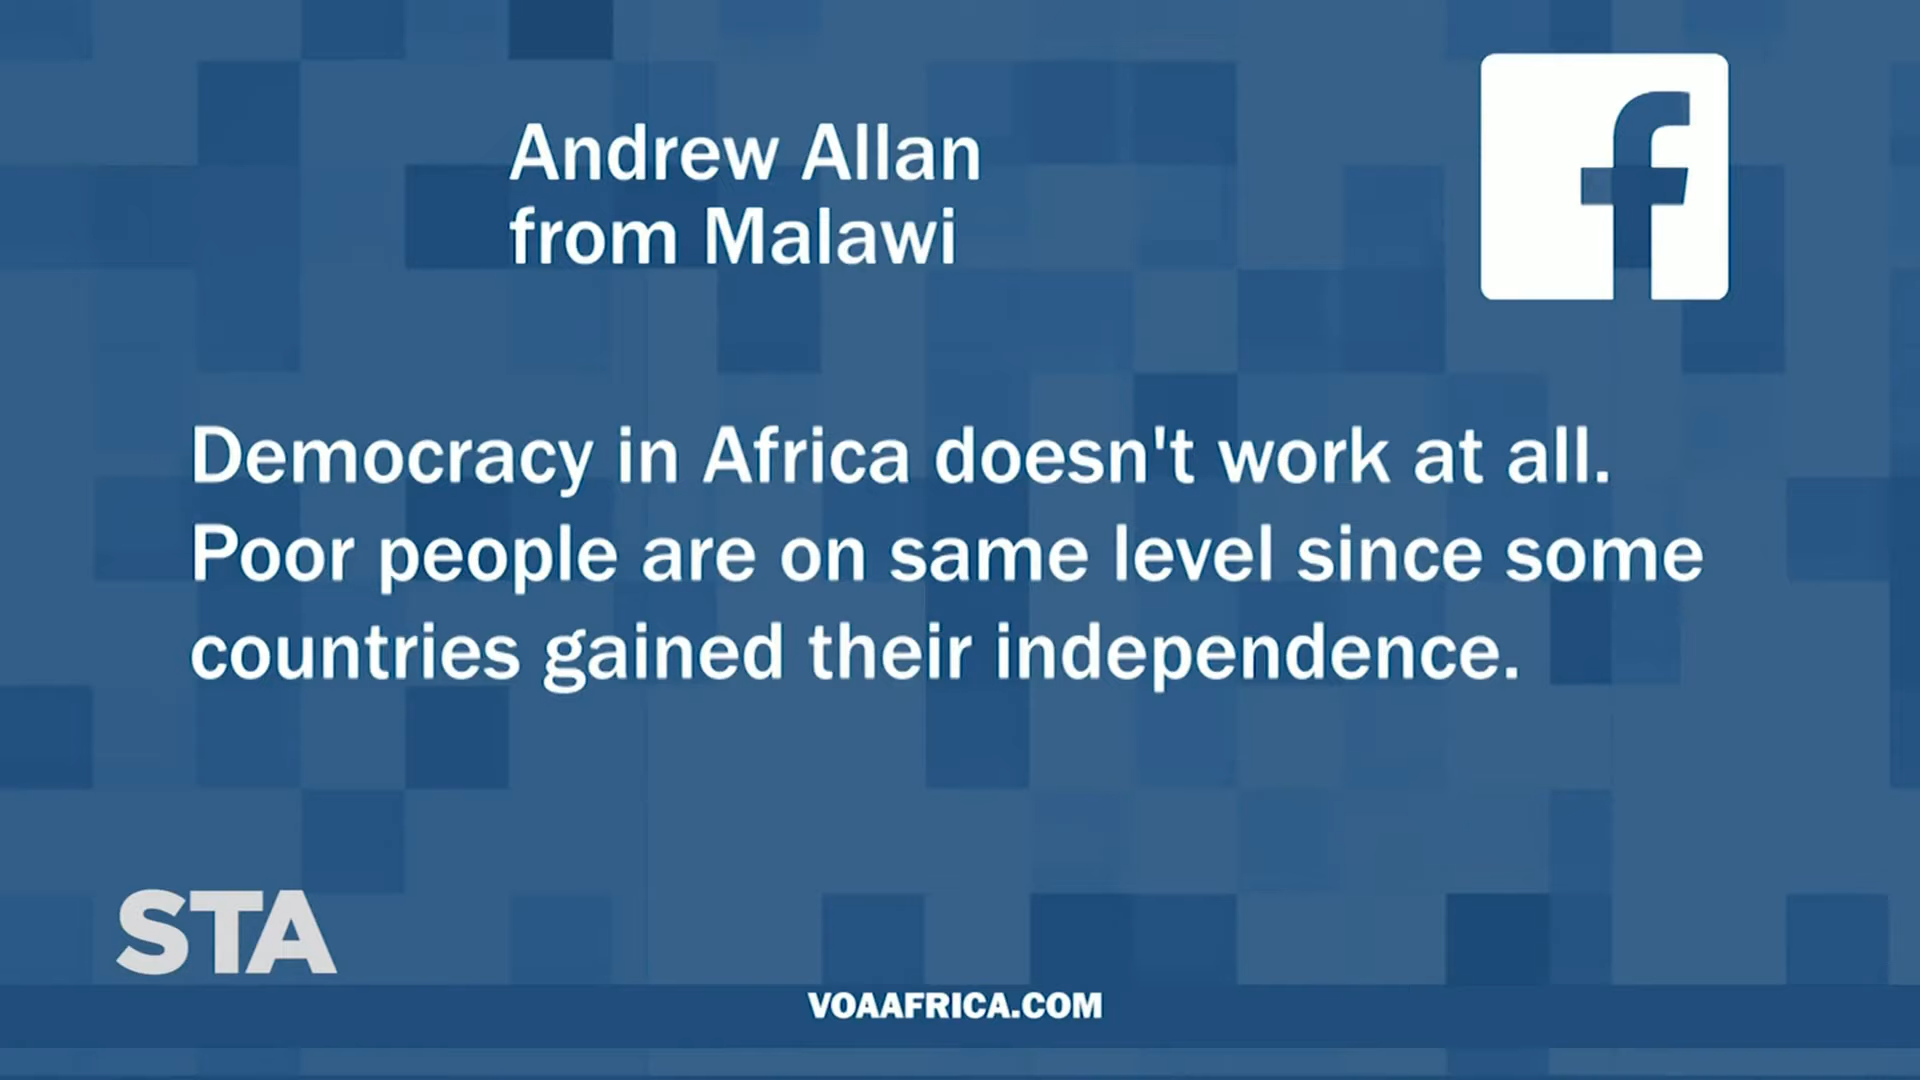 Andrew Allan
from Malawi
Democracy in Africa doesn't work at all.
Poor people are on same level since some
countries gained their independence.
STA
VOAAFRICA.COM